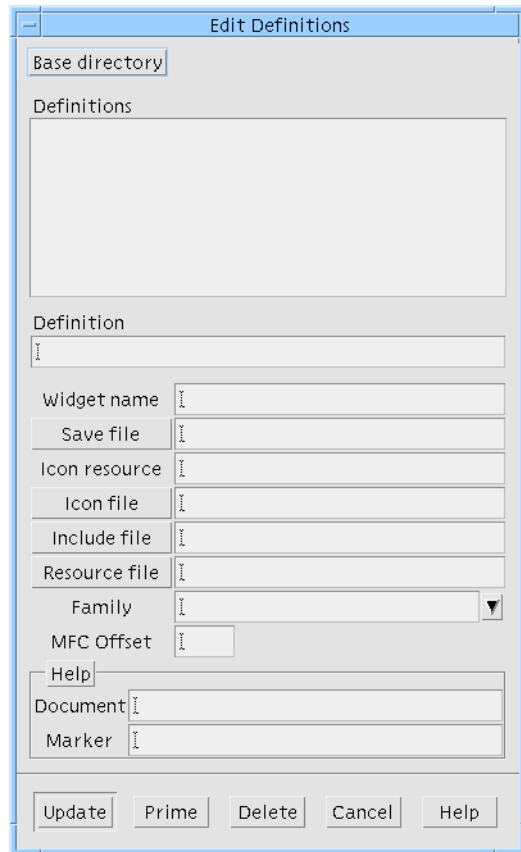 Edit Definitions
Base directory
Definitions
Definition
Widget name
Save file
Icon resource
Icon file
Include file
Resource file
Family
MFC Offset
Help
Document
Marker
Update Prime Delete Cancel Help